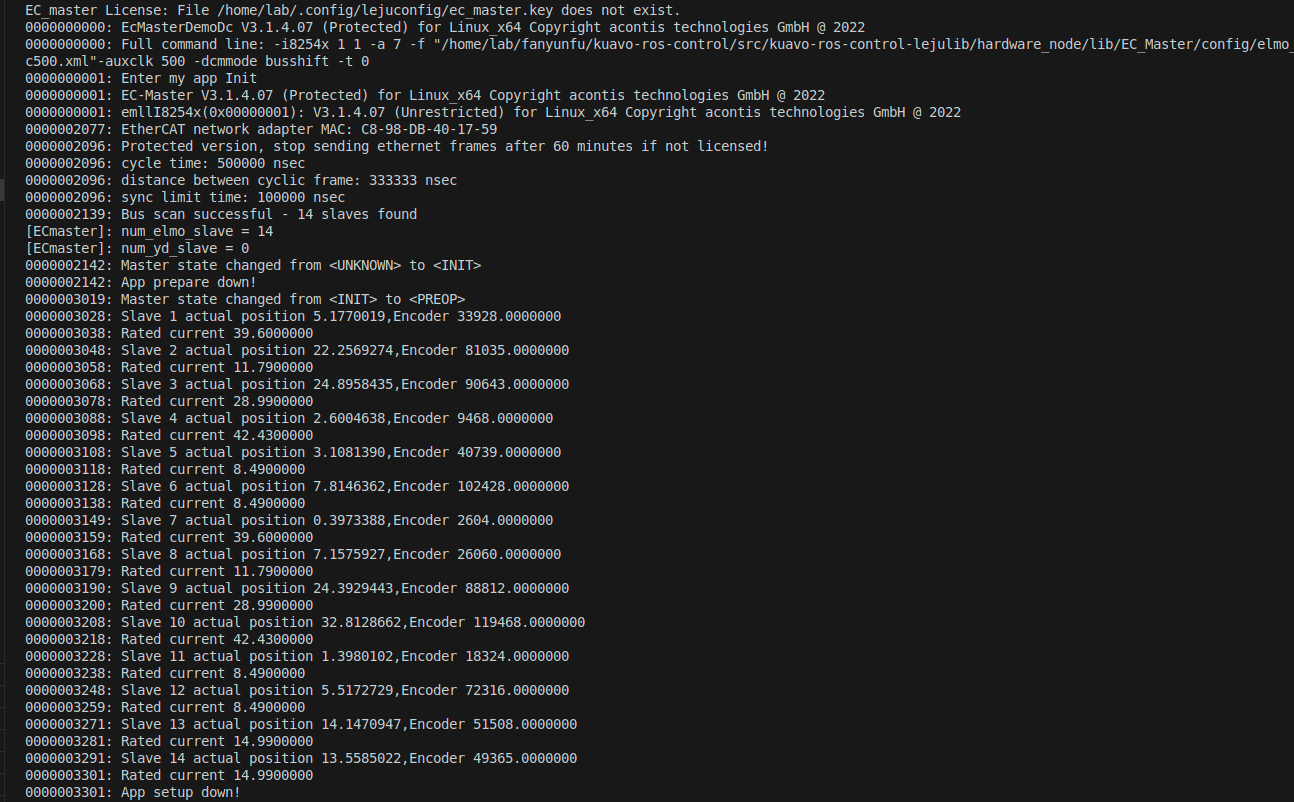 EC_master License: File /home/lab/.config/lejuconfig/ec_master.key does not exist.
0000000000: EcMasterDemoDc V3.1.4.07 (Protected) for Linux_x64 Copyright acontis technologies GmbH @ 2022
0000000000: Full command line: -i8254x 1 1 -a 7 -f "/home/lab/fanyunfu/kuavo-ros-control/src/kuavo-ros-control-lejulib/hardware_node/lib/EC_Master/config/elmo_
c500.xml"-auxclk 500 -dcmmode busshift -t 0
0000000001: Enter my app Init
0000000001: EC-Master V3.1.4.07 (Protected) for Linux_x64 Copyright acontis technologies GmbH @ 2022
0000000001: emllI8254x(0x00000001): V3.1.4.07 (Unrestricted) for Linux_x64 Copyright acontis technologies GmbH @ 2022
0000002077: EtherCAT network adapter MAC: C8-98-DB-40-17-59
0000002096: Protected version, stop sending ethernet frames after 60 minutes if not licensed!
0000002096: cycle time: 500000 nsec
0000002096: distance between cyclic frame: 333333 nsec
0000002096: sync limit time: 100000 nsec
0000002139: Bus scan successful - 14 slaves found
[ECmaster]: num_elmo_slave = 14
[ECmaster]: num_yd_slave = 0
0000002142: Master state changed from <UNKNOWN> to <INIT>
0000002142: App prepare down!
0000003019: Master state changed from <INIT> to <PREOP>
0000003028: Slave 1 actual position 5.1770019,Encoder 33928.0000000
0000003038: Rated current 39.6000000
0000003048: Slave 2 actual position 22.2569274,Encoder 81035.0000000
0000003058: Rated current 11.7900000
0000003068: Slave 3 actual position 24.8958435,Encoder 90643.0000000
0000003078: Rated current 28.9900000
0000003088: Slave 4 actual position 2.6004638,Encoder 9468.0000000
0000003098: Rated current 42.4300000
0000003108: Slave 5 actual position 3.1081390,Encoder 40739.0000000
0000003118: Rated current 8.4900000
0000003128: Slave 6 actual position 7.8146362,Encoder 102428.0000000
0000003138: Rated current 8.4900000
0000003149: Slave 7 actual position 0.3973388,Encoder 2604.0000000
0000003159: Rated current 39.6000000
0000003168: Slave 8 actual position 7.1575927,Encoder 26060.0000000
0000003179: Rated current 11.7900000
0000003190: Slave 9 actual position 24.3929443,Encoder 88812.0000000
0000003200: Rated current 28.9900000
0000003208: Slave 10 actual position 32.8128662,Encoder 119468.0000000
0000003218: Rated current 42.4300000
0000003228: Slave 11 actual position 1.3980102,Encoder 18324.0000000
0000003238: Rated current 8.4900000
0000003248: Slave 12 actual position 5.5172729,Encoder 72316.0000000
0000003259: Rated current 8.4900000
0000003271: Slave 13 actual position 14.1470947,Encoder 51508.0000000
0000003281: Rated current 14.9900000
0000003291: Slave 14 actual position 13.5585022,Encoder 49365.0000000
0000003301: Rated current 14.9900000
0000003301: App setup down!